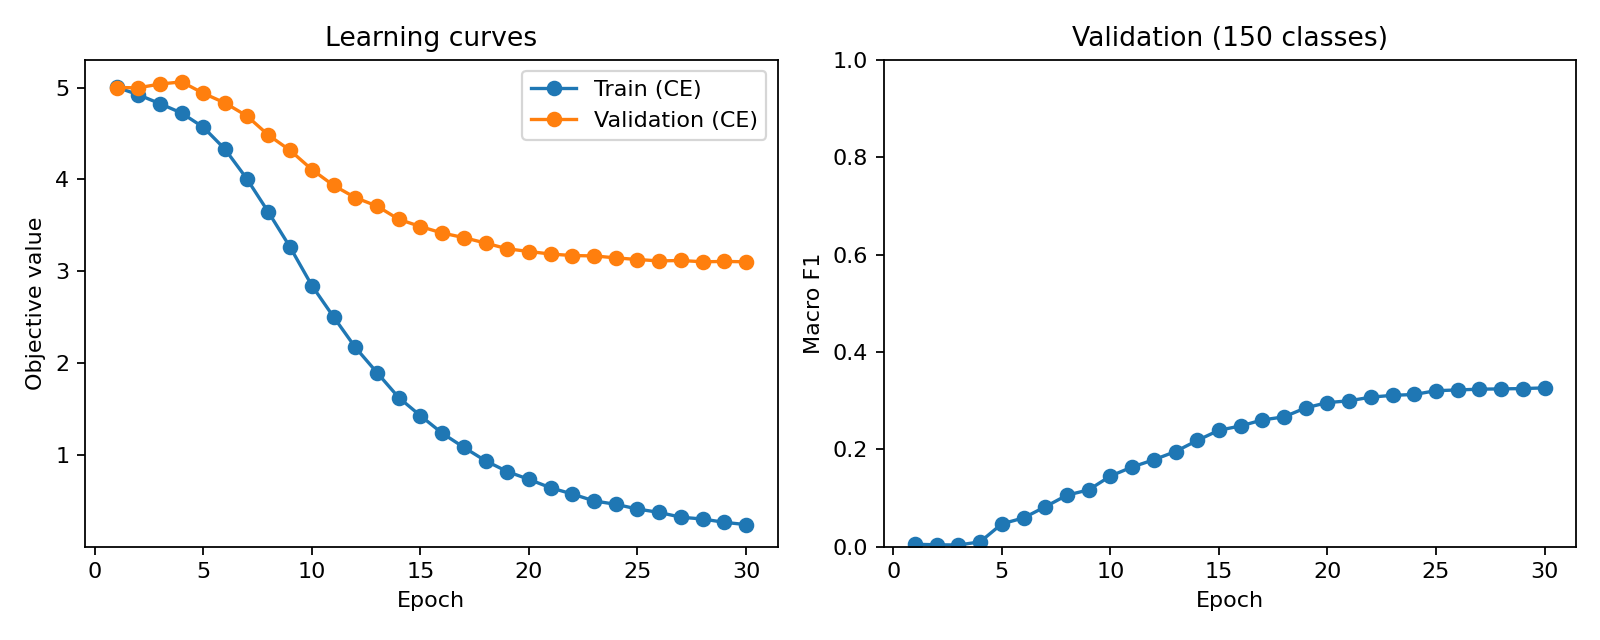 Learning curves
Train (CE)
Validation (CE)
5
4
3
2
1
Objective value
0 5 10 15 20 25 30
Epoch
Validation (150 classes)
1.0
0.8
0.6
0.4
0.2
0.0
Macro F1
0 5 10 15 20 25 30
Epoch